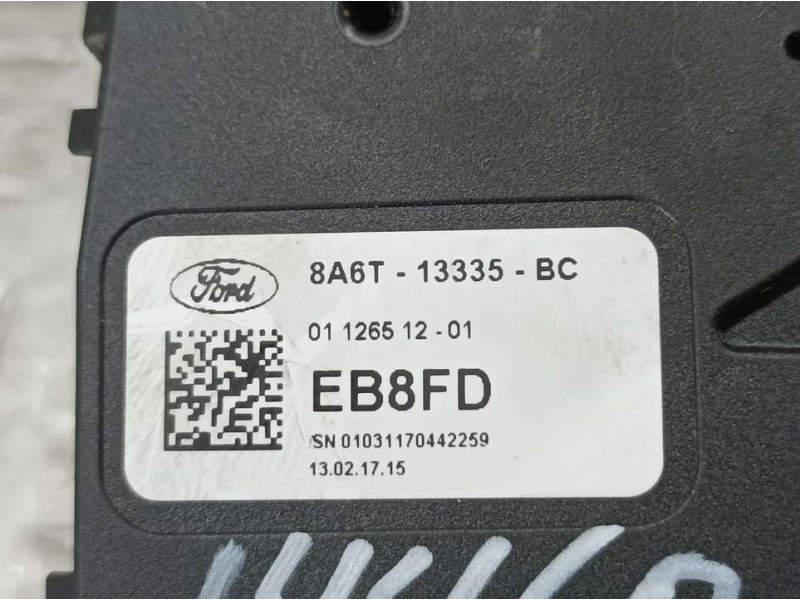 Ford
8A6T - 13335 - BC
01 1265 12 - 01
EB8FD
SN 01031170442259
13.02.17.15